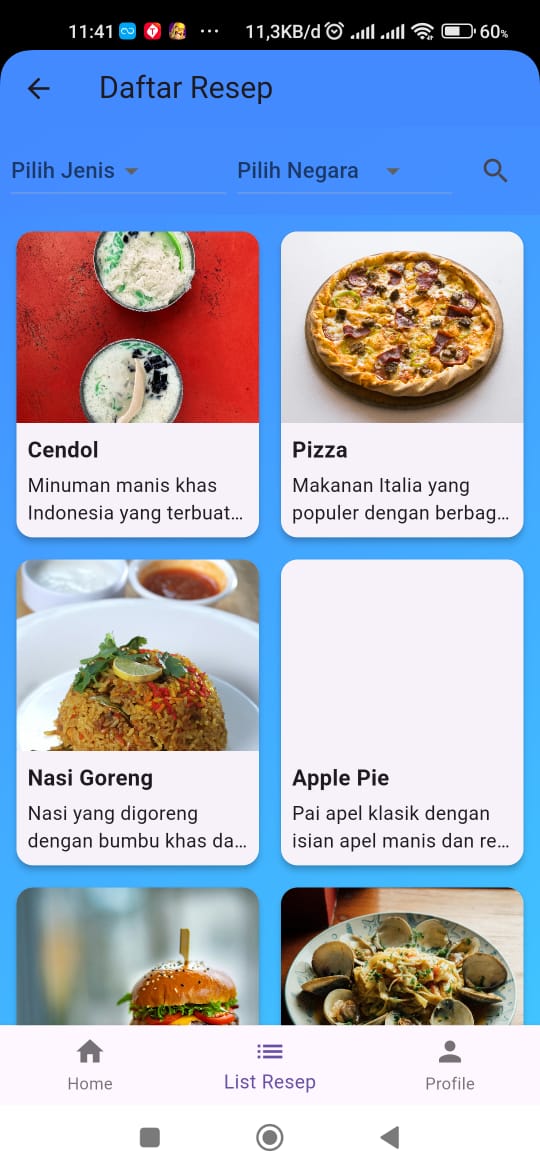 11:41 ... 11,3KB/d 60%
Daftar Resep
Pilih Jenis Pilih Negara
Cendol Pizza
Minuman manis khas Makanan Italia yang
Indonesia yang terbuat... populer dengan berbag...
Nasi Goreng Apple Pie
Nasi yang digoreng Pai apel klasik dengan
dengan bumbu khas da... isian apel manis dan re...
Home List Resep Profile